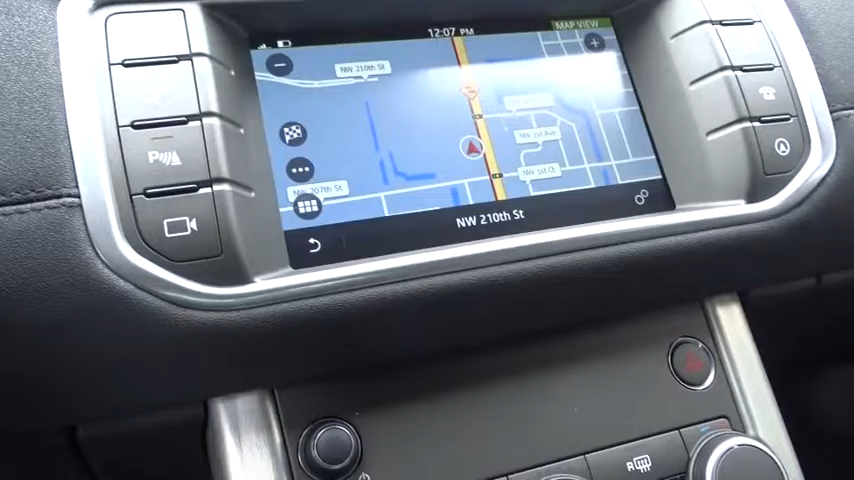 12:07 PM
MAP VIEW
NW 210th St
NW 1st Ave
NW 1st Ct
NW 207th St
NW 210th St
P
R
A